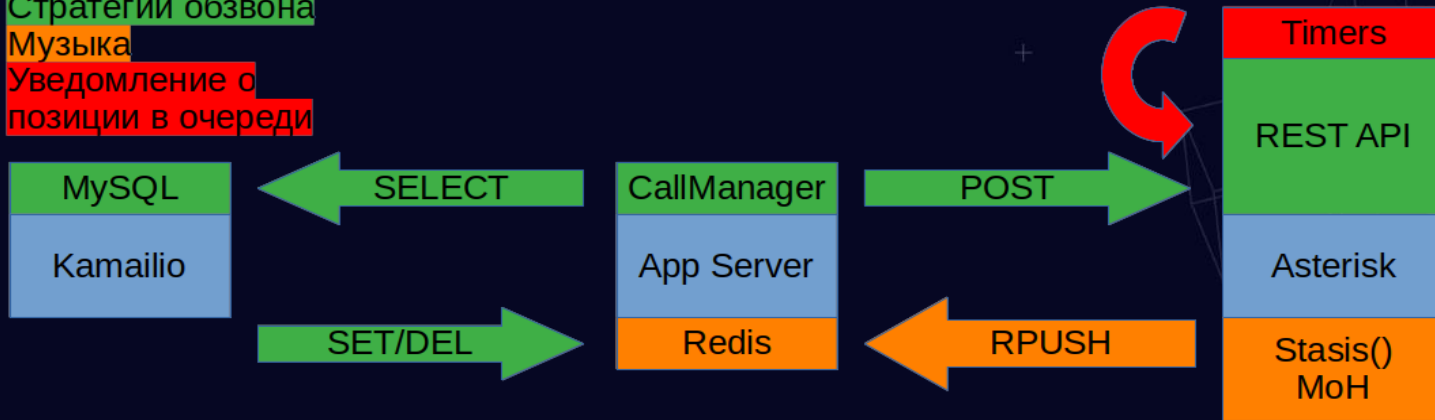 Стратегии обзвона
Музыка
Уведомление о
позиции в очереди
Timers
REST API
MySQL
SELECT
CallManager
POST
Kamailio
App Server
Asterisk
SET/DEL
Redis
RPUSH
Stasis()
MoH